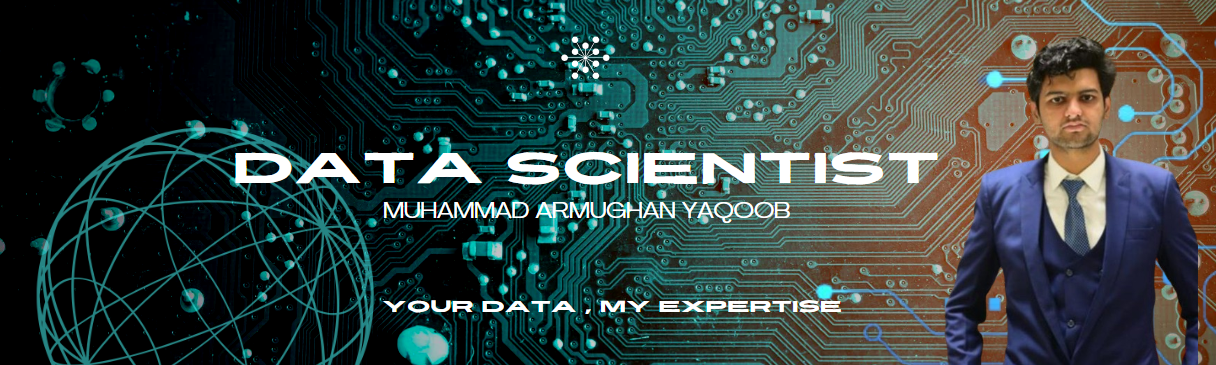 DATA SCIENTIST
MUHAMMAD ARMUGHAN YAQOOB
YOUR DATA , MY EXPERTISE